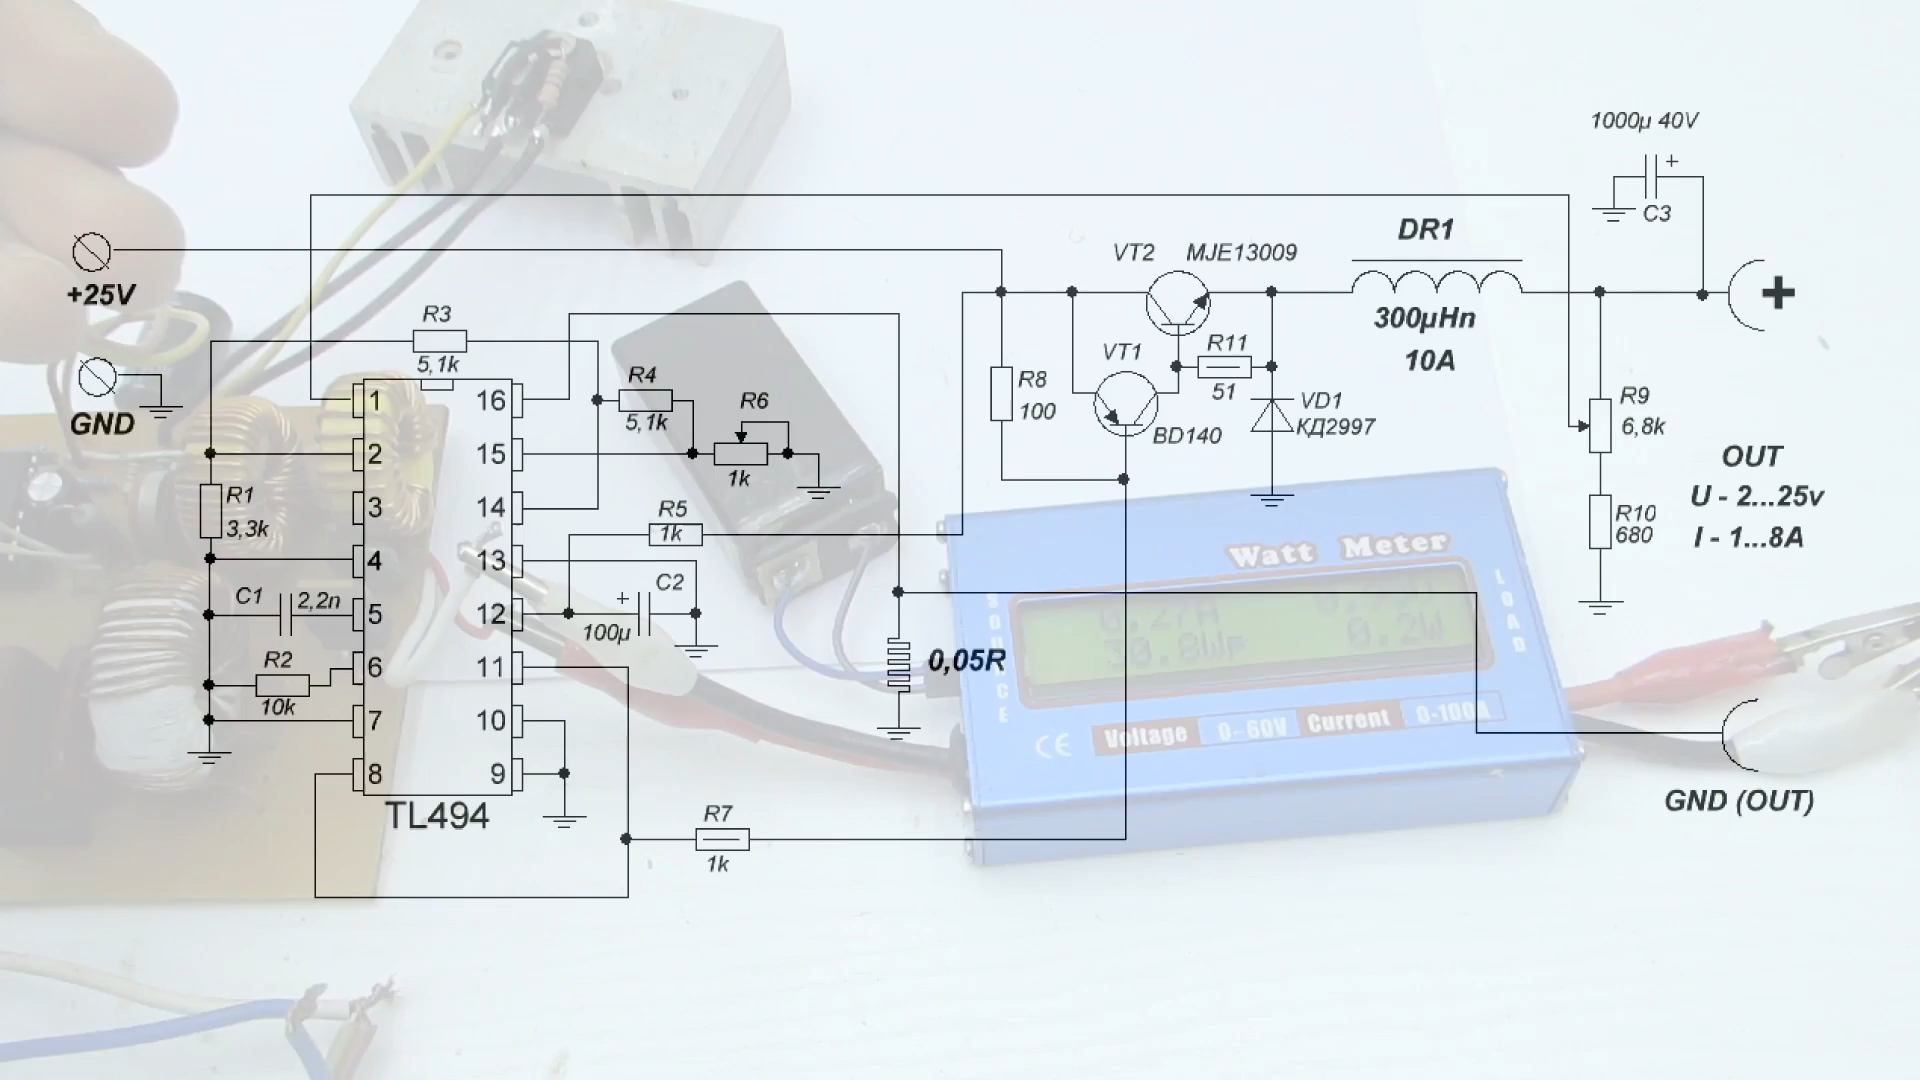 1000µ 40V
+
C3
DR1
VT2 MJE13009
+25V
+
300µHn
10A
R3
5,1k
VT1
R11
51
R4
5,1k
R6
1k
R8
100
VD1
КД2997
BD140
R9
6,8k
GND
1 16
2 15
3 14
4 13
5 12
6 11
7 10
8 9
TL494
OUT
U - 2...25v
I - 1...8A
R1
3,3k
R5
1k
R10
680
C1 2,2n
C2
+
100µ
R2
10k
0,05R
Watt Meter
SOURCE
LOAD
0.2W
CE Voltage 0-60V Current 0-100A
GND (OUT)
R7
1k